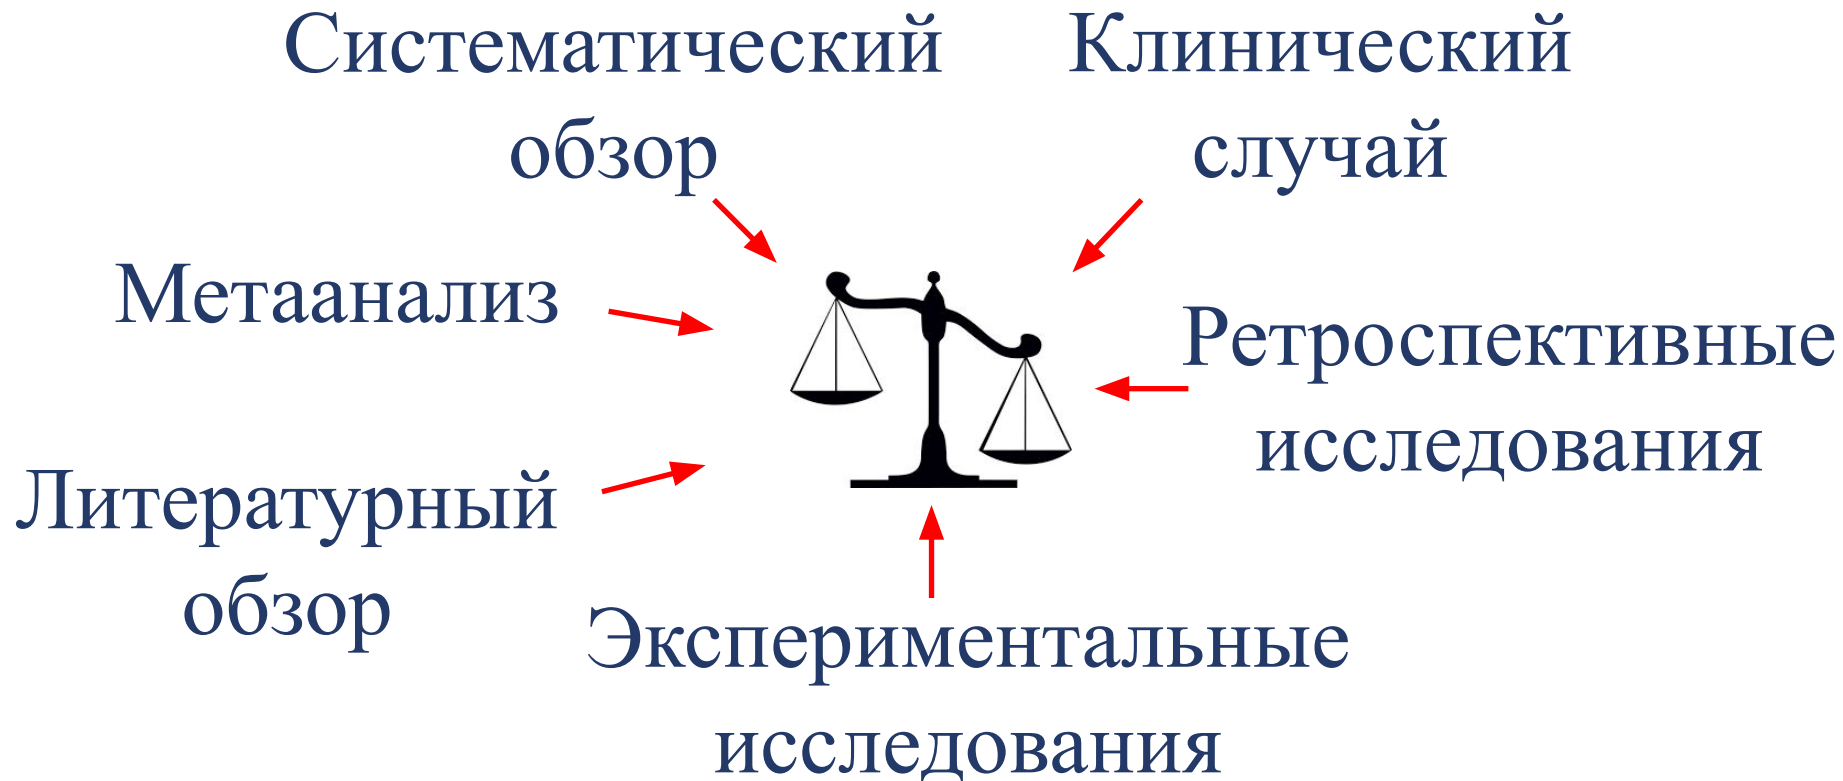 Систематический
обзор
Клинический
случай
Метаанализ
Ретроспективные
исследования
Литературный
обзор
Экспериментальные
исследования